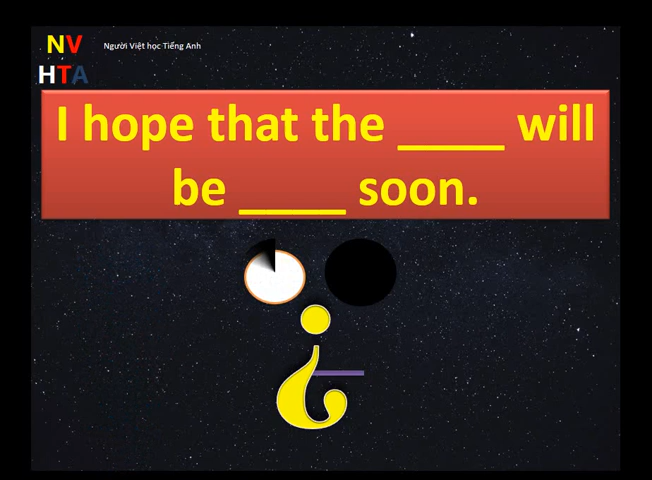 NV
Người Việt học Tiếng Anh
HTA
I hope that the ____ will
be ____ soon.
¿